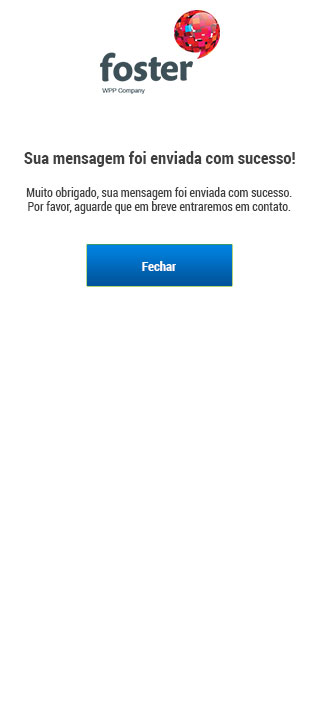 foster
WPP Company
Sua mensagem foi enviada com sucesso!
Muito obrigado, sua mensagem foi enviada com sucesso.
Por favor, aguarde que em breve entraremos em contato.
Fechar